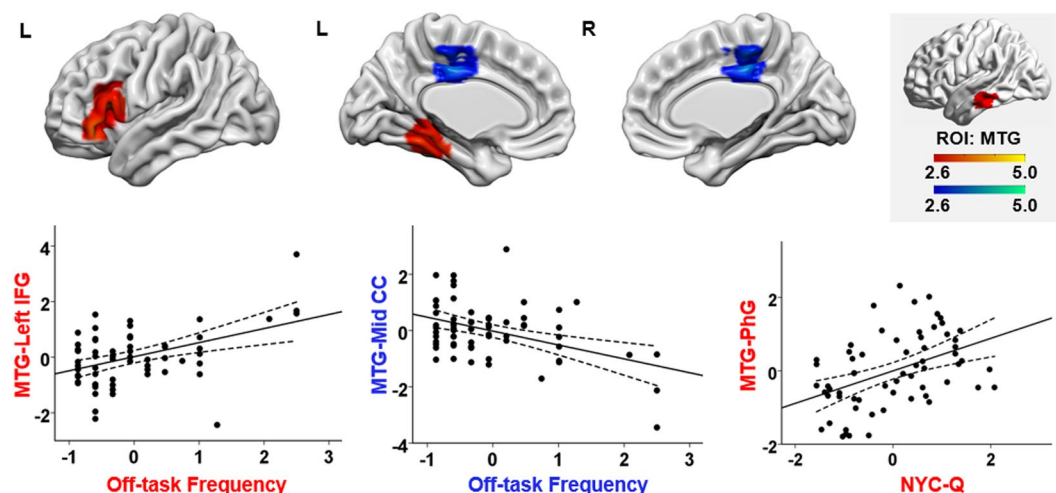 L
L
R
ROI: MTG
2.6 5.0
2.6 5.0
MTG-Left IFG
4
2
0
-2
-1 0 1 2 3
Off-task Frequency
MTG-Mid CC
2
0
-2
-4
-1 0 1 2 3
Off-task Frequency
MTG-PhG
2
0
-2
-2 0 2
NYC-Q